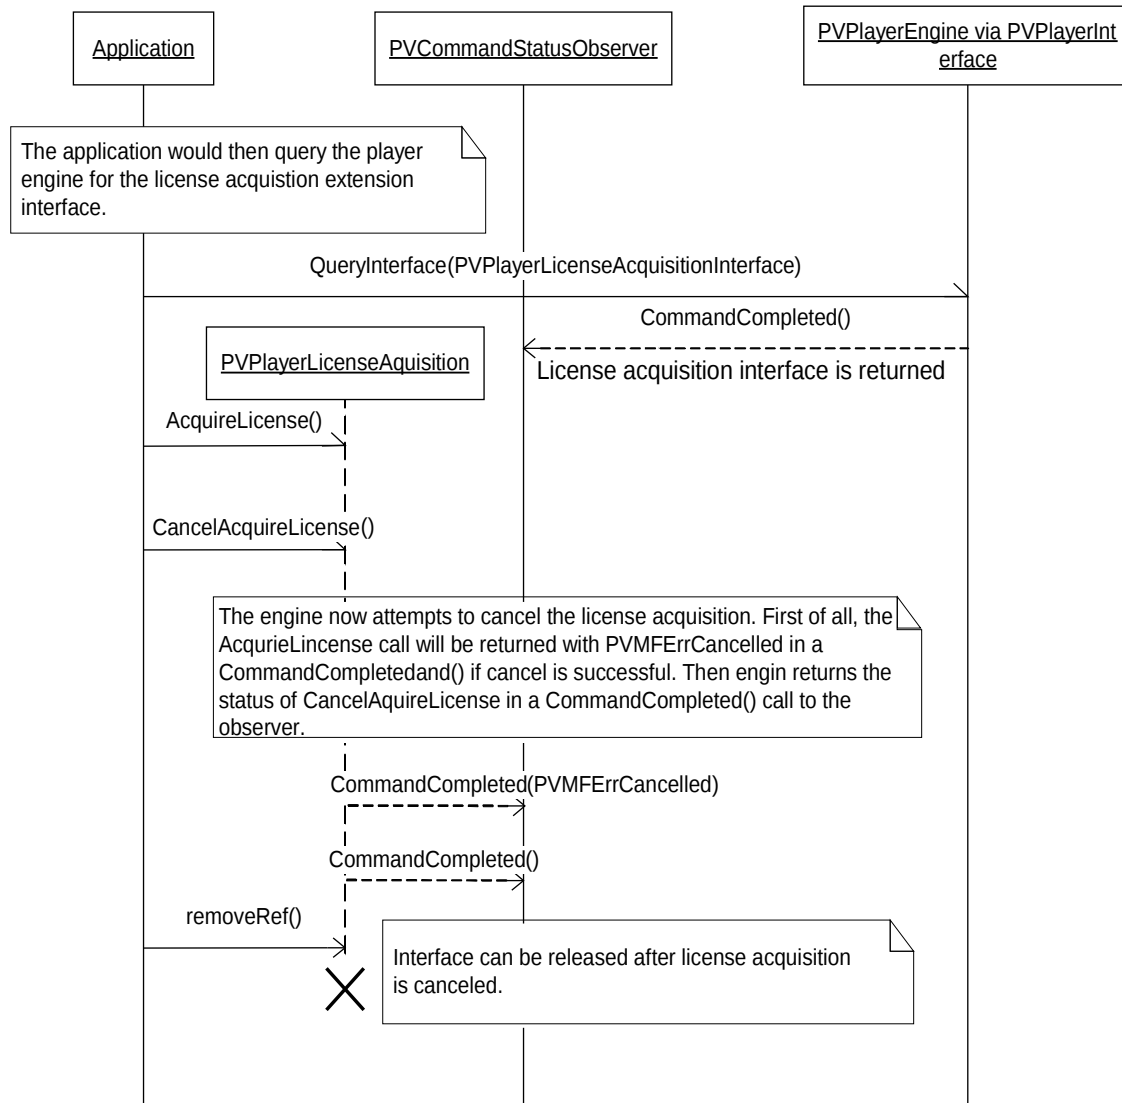 Application
PVCommandStatusObserver
PVPlayerEngine via PVPlayerInt
erface
The application would then query the player
engine for the license acquistion extension
interface.
QueryInterface(PVPlayerLicenseAcquisitionInterface)
CommandCompleted()
License acquisition interface is returned
PVPlayerLicenseAquisition
AcquireLicense()
CancelAcquireLicense()
The engine now attempts to cancel the license acquisition. First of all, the
AcqurieLincense call will be returned with PVMFErrCancelled in a
CommandCompletedand() if cancel is successful. Then engin returns the
status of CancelAquireLicense in a CommandCompleted() call to the
observer.
CommandCompleted(PVMFErrCancelled)
CommandCompleted()
removeRef()
Interface can be released after license acquisition
is canceled.